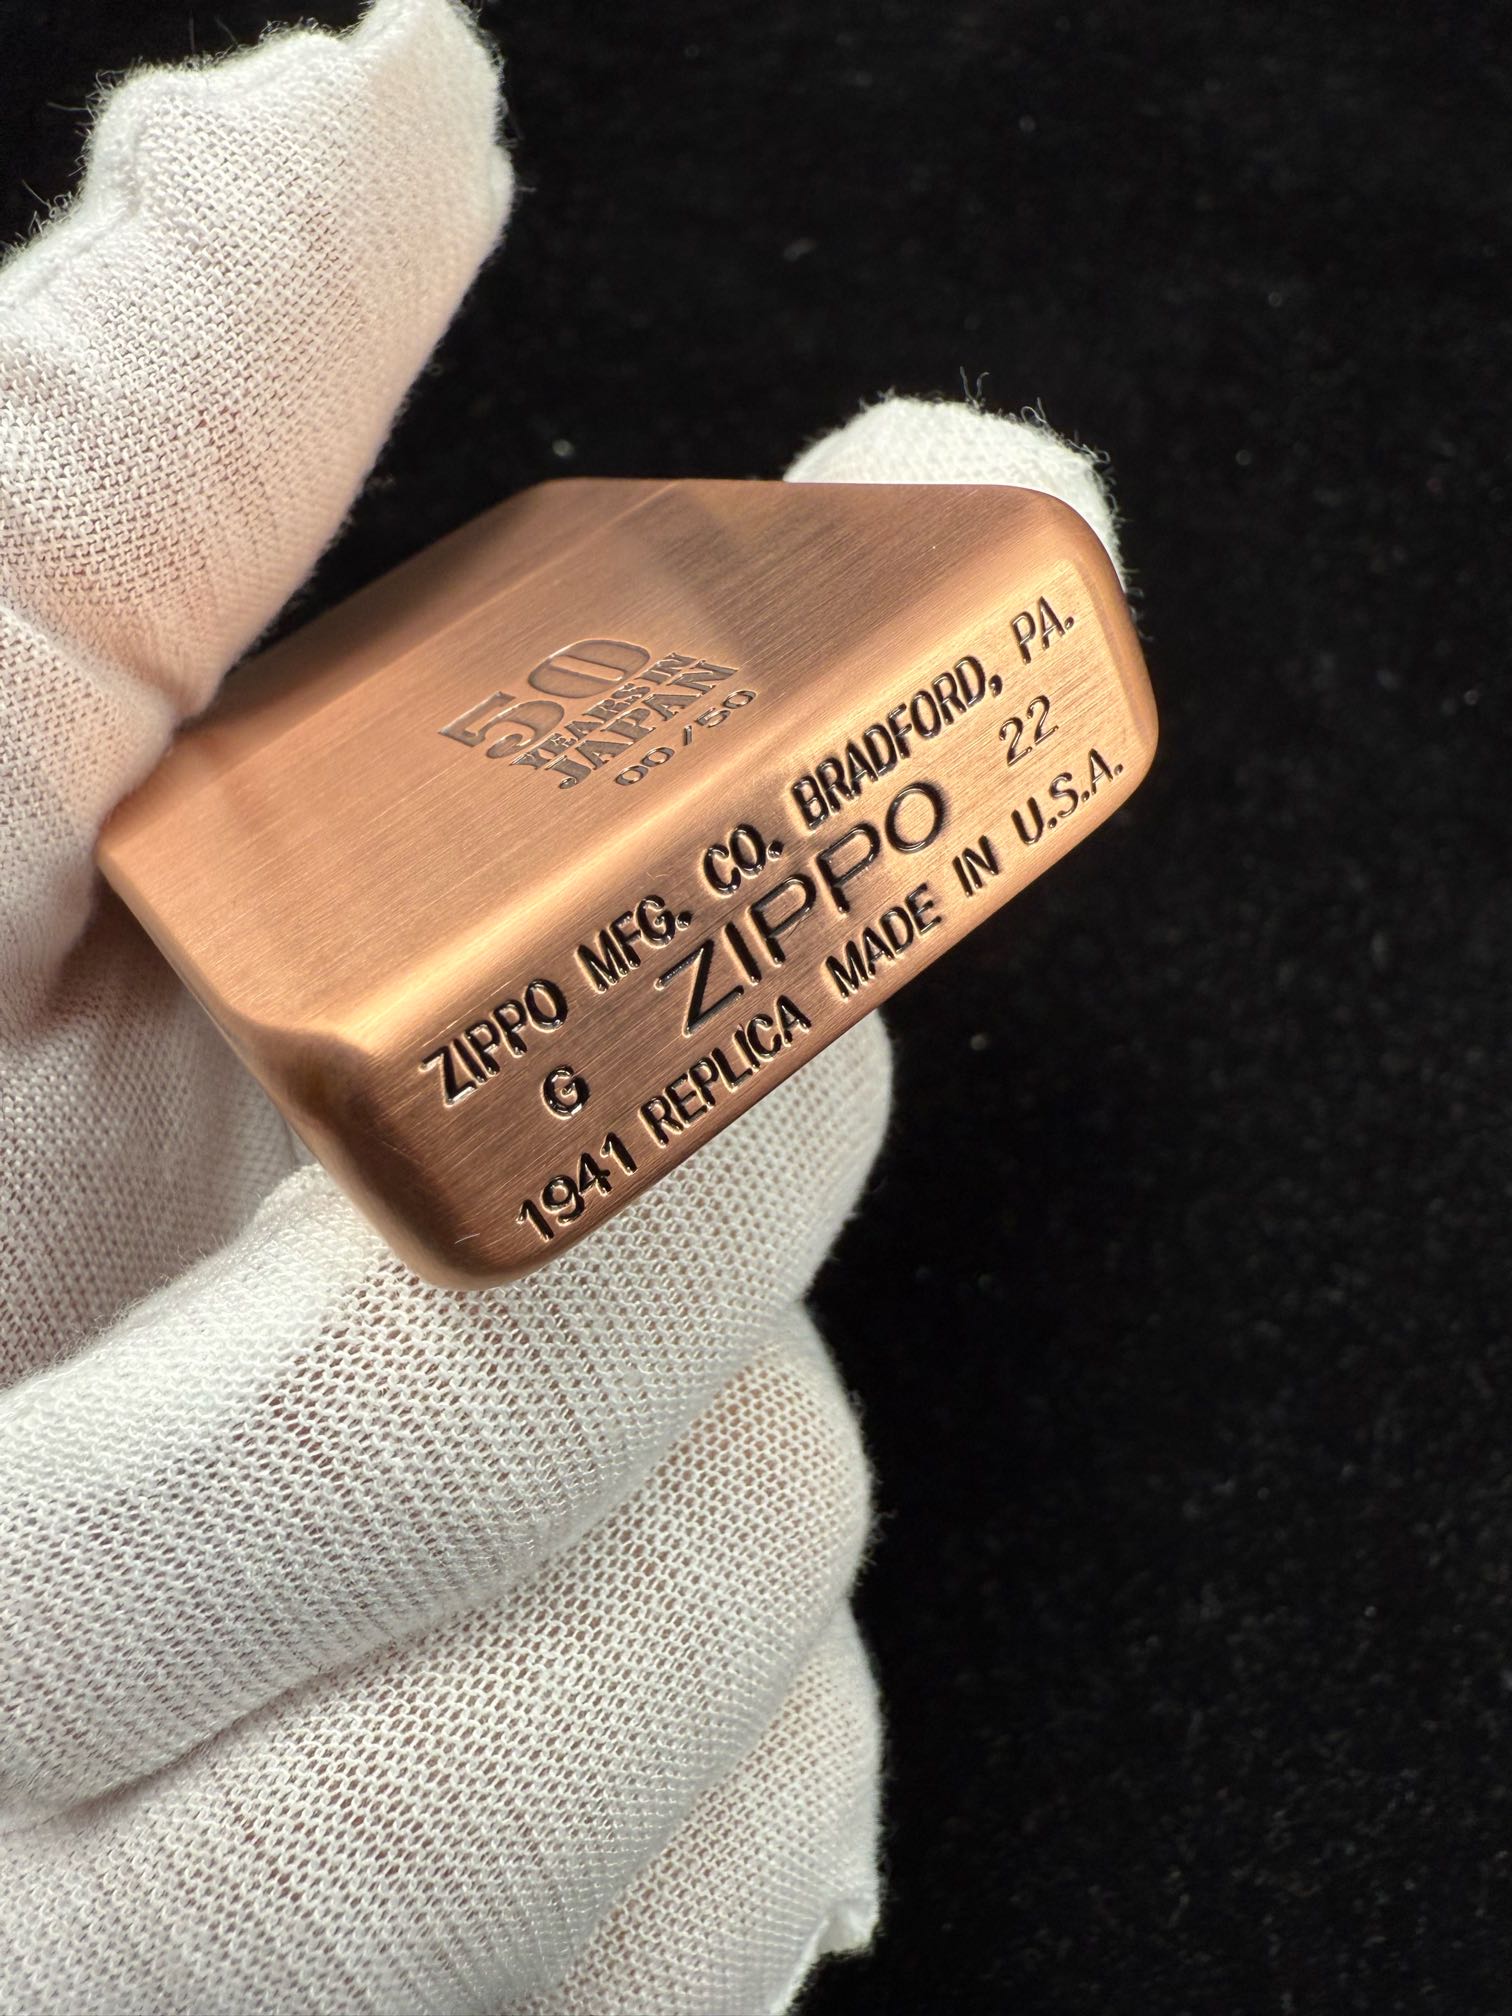 50
YEARS IN
JAPAN
00/50
ZIPPO MFG. CO. BRADFORD, PA.
G ZIPPO 22
1941 REPLICA MADE IN U.S.A.